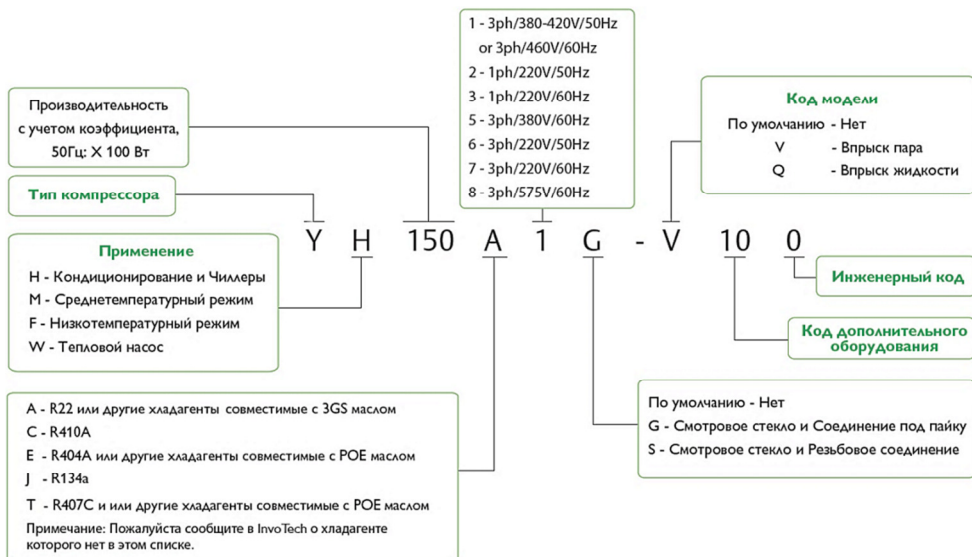 1 - 3ph/380-420V/50Hz
or 3ph/460V/60Hz
2 - 1ph/220V/50Hz
3 - 1ph/220V/60Hz
5 - 3ph/380V/60Hz
6 - 3ph/220V/50Hz
7 - 3ph/220V/60Hz
8 - 3ph/575V/60Hz
Производительность
с учетом коэффициента,
50Гц: X 100 Вт
Код модели
По умолчанию - Нет
V - Впрыск пара
Q - Впрыск жидкости
Тип компрессора
Y H 150 A 1 G - V 10 0
Применение
H - Кондиционирование и Чиллеры
M - Среднетемпературный режим
F - Низкотемпературный режим
W - Тепловой насос
Инженерный код
Код дополнительного
оборудования
A - R22 или другие хладагенты совместимые с 3GS маслом
C - R410A
E - R404A или другие хладагенты совместимые с POE маслом
J - R134a
T - R407C и или другие хладагенты совместимые с POE маслом
Примечание: Пожалуйста сообщите в InvoTech о хладагенте
которого нет в этом списке.
По умолчанию - Нет
G - Смотровое стекло и Соединение под пайку
S - Смотровое стекло и Резьбовое соединение